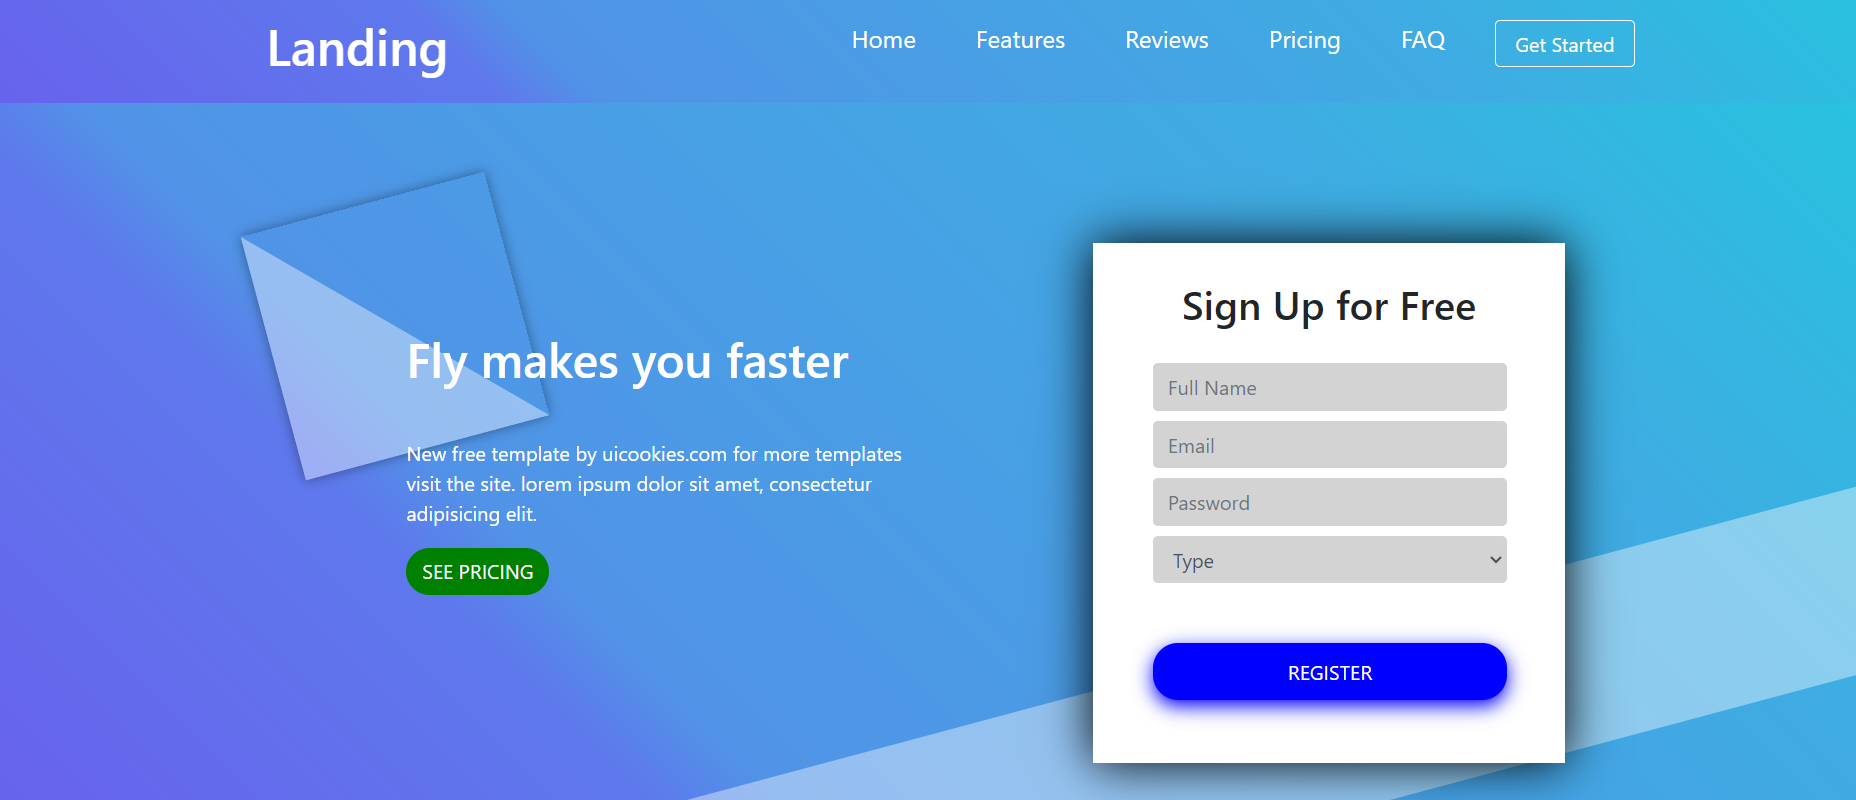 Landing
Home
Features
Reviews
Pricing
FAQ
Get Started
Fly makes you faster
New free template by uicookies.com for more templates
visit the site. lorem ipsum dolor sit amet, consectetur
adipisicing elit.
SEE PRICING
Sign Up for Free
Full Name
Email
Password
Type
REGISTER